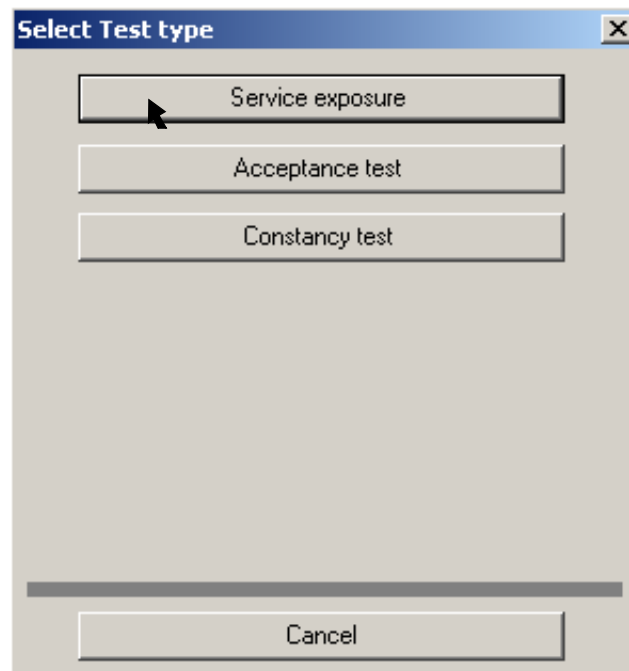 Select Test type
Service exposure
Acceptance test
Constancy test
Cancel